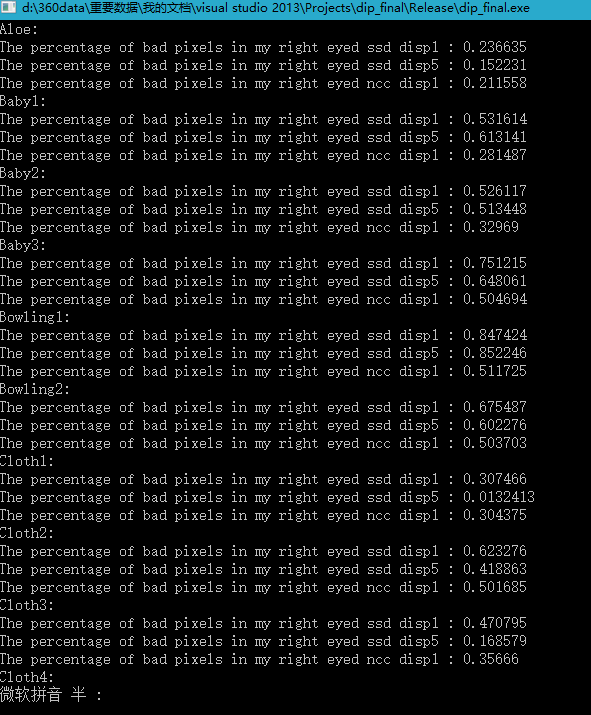 d:\360data\重要数据\我的文档\visual studio 2013\Projects\dip_final\Release\dip_final.exe
Aloe:
The percentage of bad pixels in my right eyed ssd disp1 : 0.236635
The percentage of bad pixels in my right eyed ssd disp5 : 0.152231
The percentage of bad pixels in my right eyed ncc disp1 : 0.211558
Baby1:
The percentage of bad pixels in my right eyed ssd disp1 : 0.531614
The percentage of bad pixels in my right eyed ssd disp5 : 0.613141
The percentage of bad pixels in my right eyed ncc disp1 : 0.281487
Baby2:
The percentage of bad pixels in my right eyed ssd disp1 : 0.526117
The percentage of bad pixels in my right eyed ssd disp5 : 0.513448
The percentage of bad pixels in my right eyed ncc disp1 : 0.32969
Baby3:
The percentage of bad pixels in my right eyed ssd disp1 : 0.751215
The percentage of bad pixels in my right eyed ssd disp5 : 0.648061
The percentage of bad pixels in my right eyed ncc disp1 : 0.504694
Bowling1:
The percentage of bad pixels in my right eyed ssd disp1 : 0.847424
The percentage of bad pixels in my right eyed ssd disp5 : 0.852246
The percentage of bad pixels in my right eyed ncc disp1 : 0.511725
Bowling2:
The percentage of bad pixels in my right eyed ssd disp1 : 0.675487
The percentage of bad pixels in my right eyed ssd disp5 : 0.602276
The percentage of bad pixels in my right eyed ncc disp1 : 0.503703
Cloth1:
The percentage of bad pixels in my right eyed ssd disp1 : 0.307466
The percentage of bad pixels in my right eyed ssd disp5 : 0.0132413
The percentage of bad pixels in my right eyed ncc disp1 : 0.304375
Cloth2:
The percentage of bad pixels in my right eyed ssd disp1 : 0.623276
The percentage of bad pixels in my right eyed ssd disp5 : 0.418863
The percentage of bad pixels in my right eyed ncc disp1 : 0.501685
Cloth3:
The percentage of bad pixels in my right eyed ssd disp1 : 0.470795
The percentage of bad pixels in my right eyed ssd disp5 : 0.168579
The percentage of bad pixels in my right eyed ncc disp1 : 0.35666
Cloth4:
微软拼音 半 :